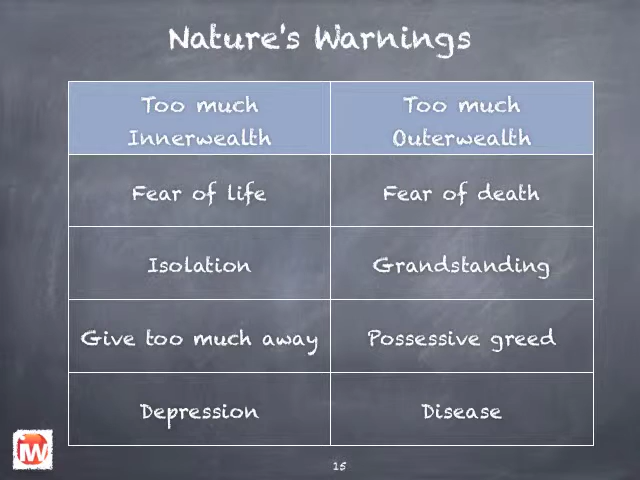 Nature's Warnings
Too much Too much
Innerwealth Outerwealth
Fear of life Fear of death
Isolation Grandstanding
Give too much away Possessive greed
Depression Disease
iW
15